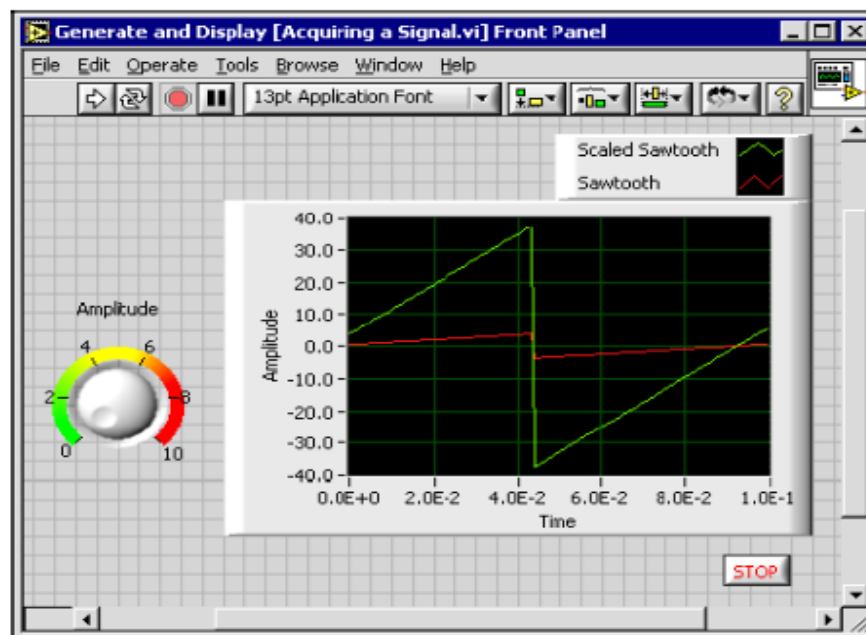 Generate and Display [Acquiring a Signal.vi] Front Panel
File Edit Operate Tools Browse Window Help
13pt Application Font
?
Scaled Sawtooth
Sawtooth
Amplitude
0 2 4 6 8 10
Amplitude
40.0
30.0
20.0
10.0
0.0
-10.0
-20.0
-30.0
-40.0
0.0E+0 2.0E-2 4.0E-2 6.0E-2 8.0E-2 1.0E-1
Time
STOP